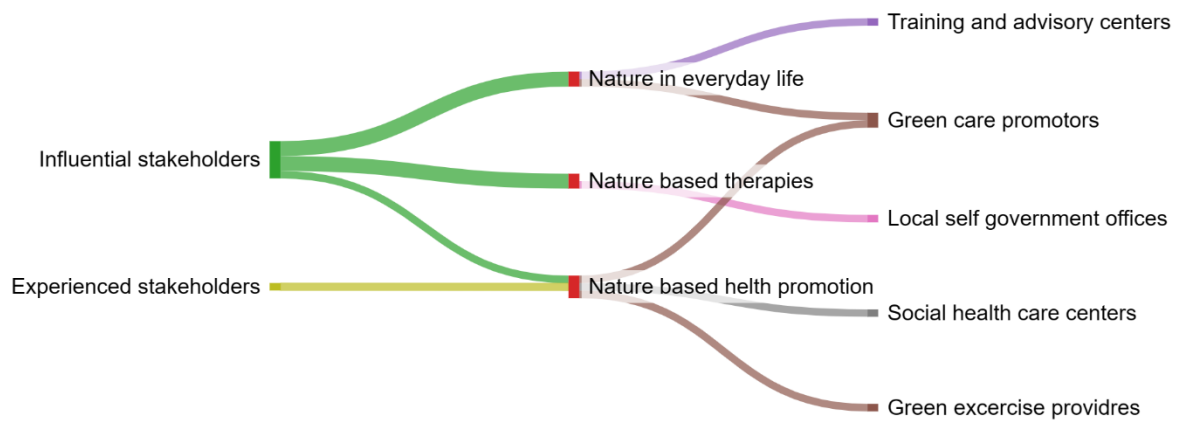 Influential stakeholders
Experienced stakeholders
Nature in everyday life
Nature based therapies
Nature based helth promotion
Training and advisory centers
Green care promotors
Local self government offices
Social health care centers
Green excercise providres